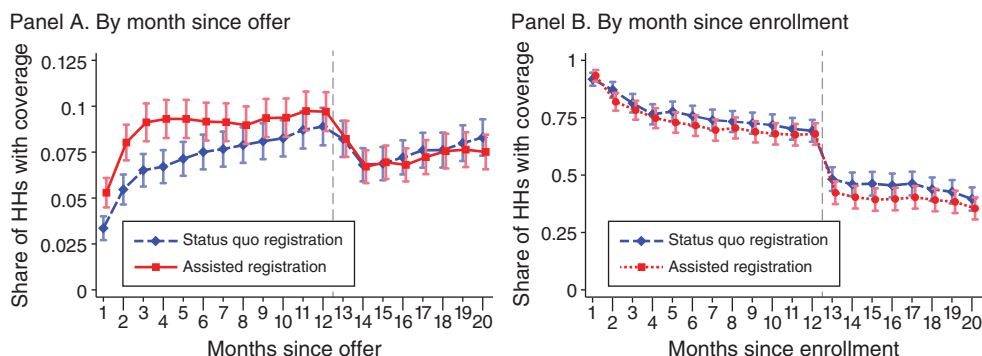 Panel A. By month since offer
Share of HHs with coverage
0.125
0.1
0.075
0.05
0.025
0
Status quo registration
Assisted registration
1 2 3 4 5 6 7 8 9 10 11 12 13 14 15 16 17 18 19 20
Months since offer
Panel B. By month since enrollment
Share of HHs with coverage
1
0.75
0.5
0.25
0
Status quo registration
Assisted registration
1 2 3 4 5 6 7 8 9 10 11 12 13 14 15 16 17 18 19 20
Months since enrollment